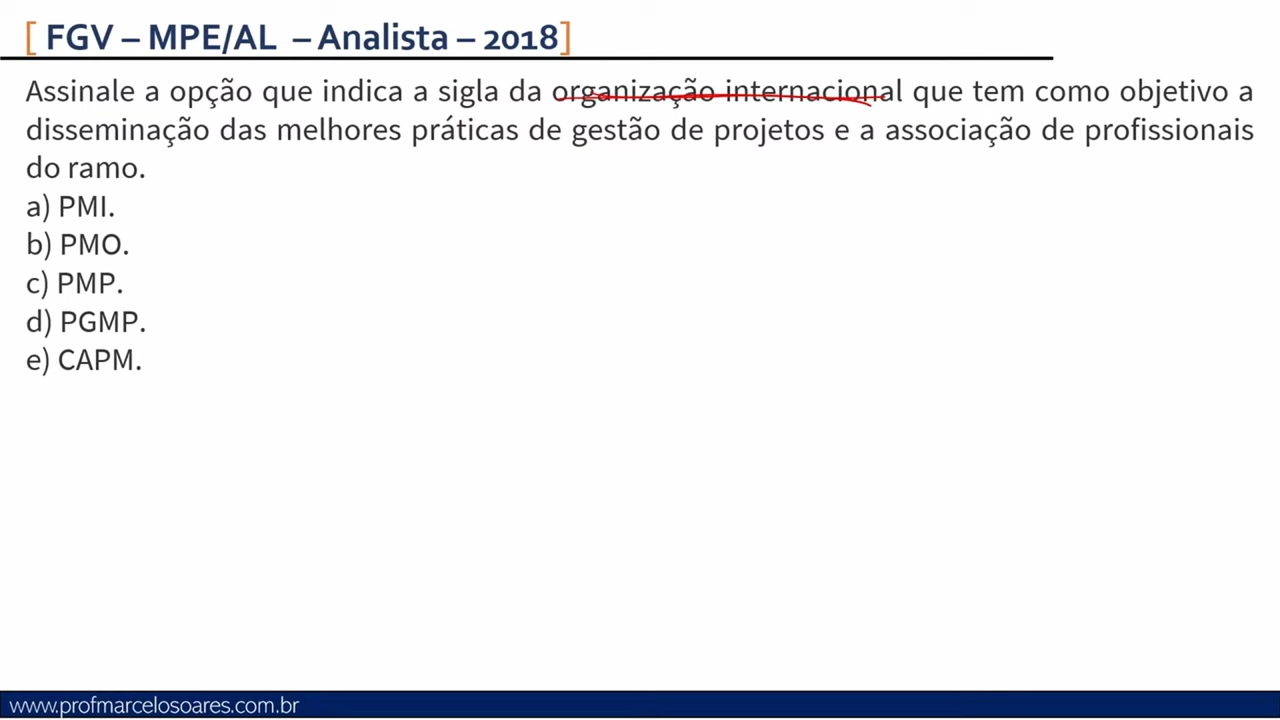 [ FGV – MPE/AL – Analista – 2018]
Assinale a opção que indica a sigla da organização internacional que tem como objetivo a
disseminação das melhores práticas de gestão de projetos e a associação de profissionais
do ramo.
a) PMI.
b) PMO.
c) PMP.
d) PGMP.
e) CAPM.
www.profmarcelosoares.com.br